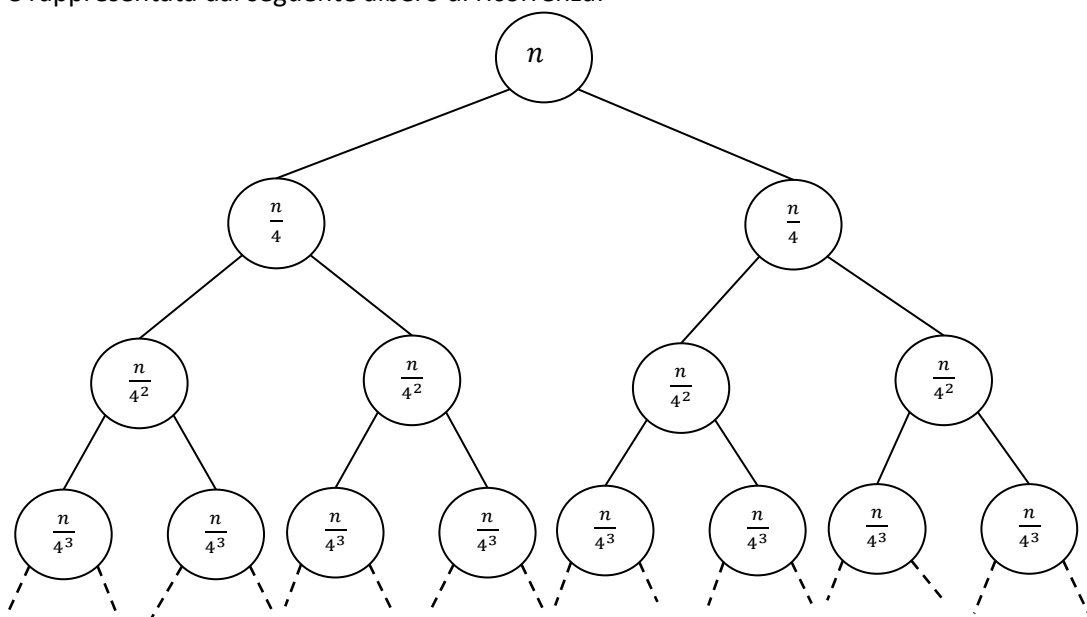 è rappresentata dal seguente albero di ricorrenza:
n
n/4 n/4
n/4² n/4² n/4² n/4²
n/4³ n/4³ n/4³ n/4³ n/4³ n/4³ n/4³ n/4³